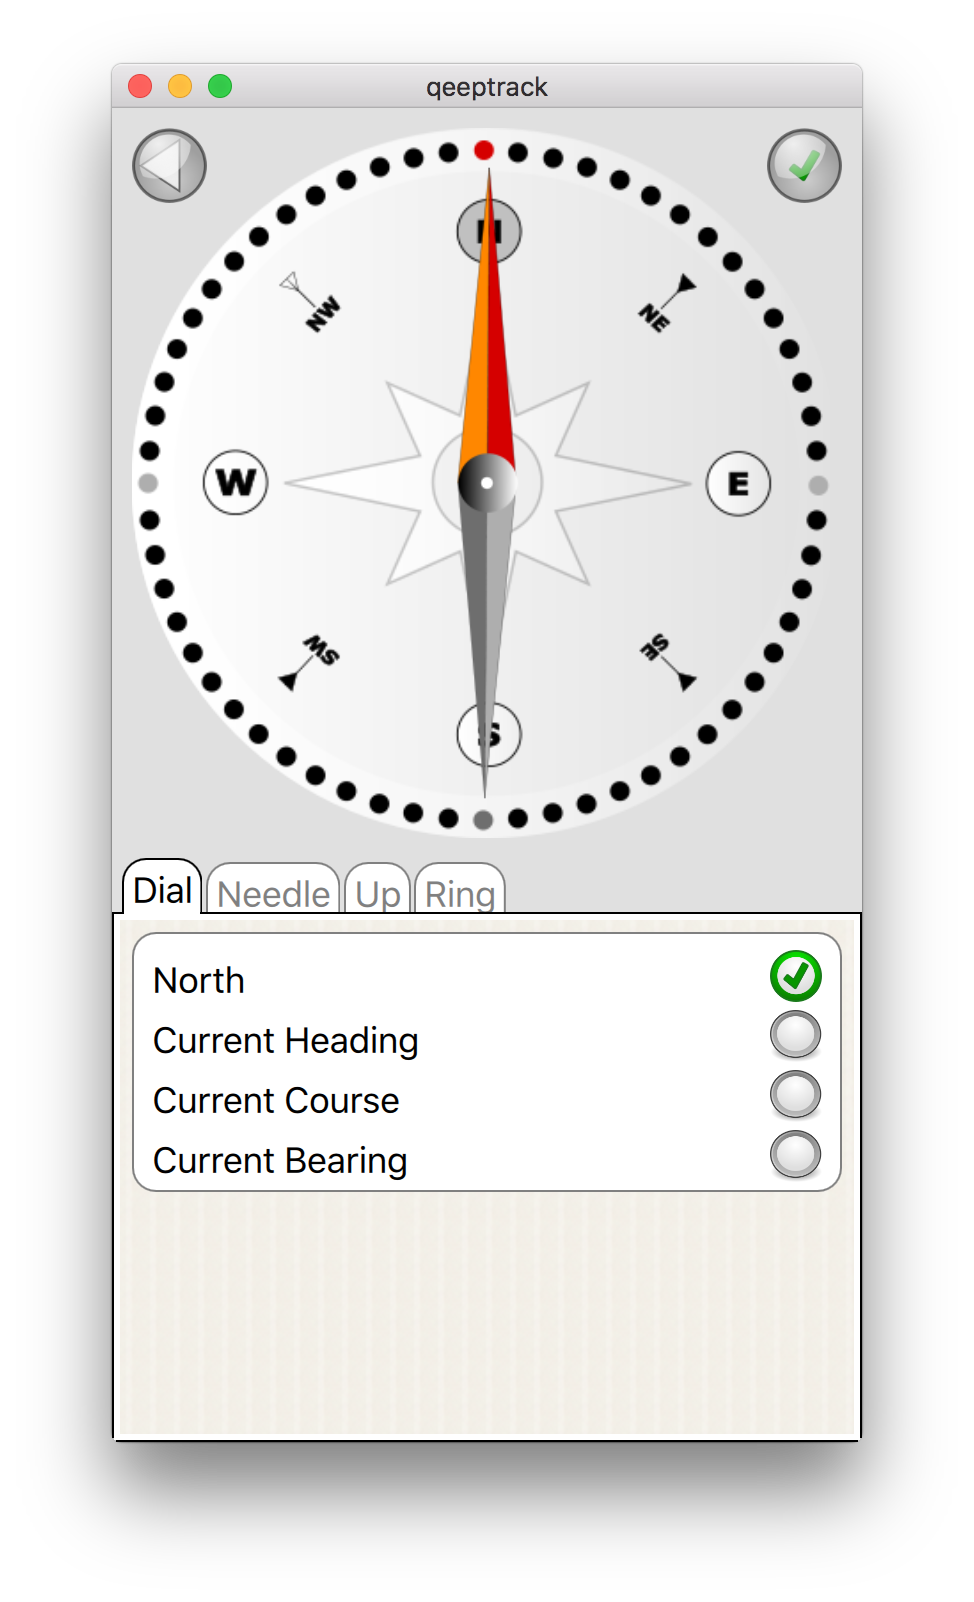 qeeptrack
N
NW
NE
W
E
SW
SE
S
Dial Needle Up Ring
North
Current Heading
Current Course
Current Bearing